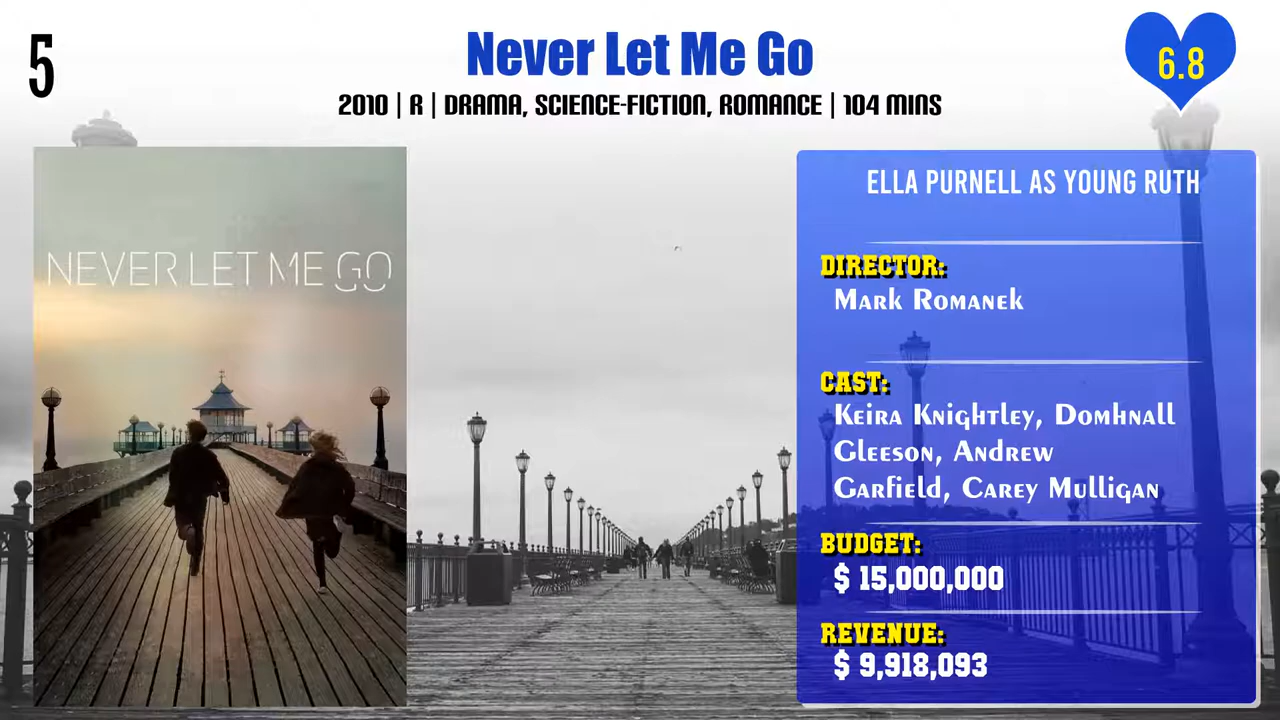 5
Never Let Me Go
6.8
2010 | R | DRAMA, SCIENCE-FICTION, ROMANCE | 104 MINS
NEVER LET ME GO
ELLA PURNELL AS YOUNG RUTH
DIRECTOR:
Mark Romanek
CAST:
Keira Knightley, Domhnall
Gleeson, Andrew
Garfield, Carey Mulligan
BUDGET:
$ 15,000,000
REVENUE:
$ 9,918,093